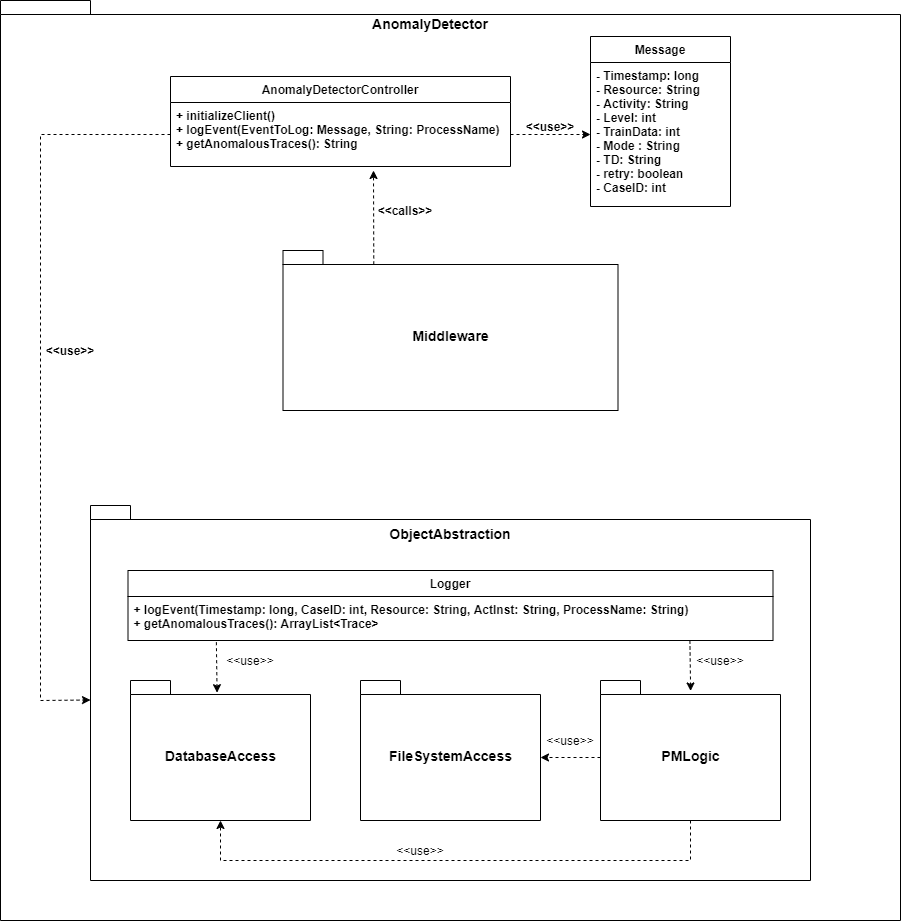 AnomalyDetector
Message
- Timestamp: long
- Resource: String
- Activity: String
- Level: int
- TrainData: int
- Mode : String
- TD: String
- retry: boolean
- CaseID: int
AnomalyDetectorController
+ initializeClient()
+ logEvent(EventToLog: Message, String: ProcessName)
+ getAnomalousTraces(): String
<<use>>
<<calls>>
Middleware
<<use>>
ObjectAbstraction
Logger
+ logEvent(Timestamp: long, CaseID: int, Resource: String, ActInst: String, ProcessName: String)
+ getAnomalousTraces(): ArrayList<Trace>
<<use>>
<<use>>
DatabaseAccess
FileSystemAccess
<<use>>
PMLogic
<<use>>